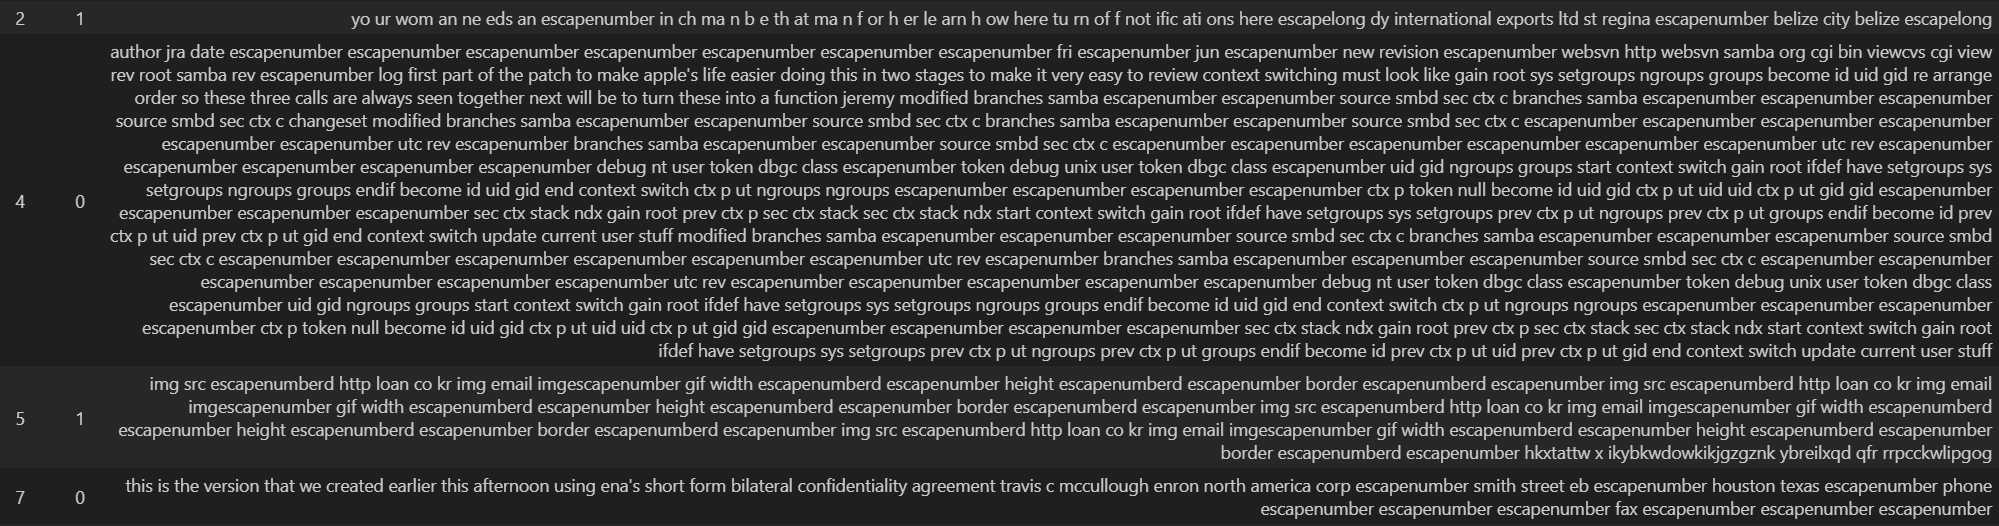 2 1 yo ur wom an ne eds an escapenumber in ch ma n b e th at ma n f or h er le arn h ow here tu rn of f not ific ati ons here escapelong dy international exports ltd st regina escapenumber belize city belize escapelong
author jra date escapenumber escapenumber escapenumber escapenumber escapenumber escapenumber escapenumber fri escapenumber jun escapenumber new revision escapenumber websvn http websvn samba org cgi bin viewcvs cgi view
rev root samba rev escapenumber log first part of the patch to make apple's life easier doing this in two stages to make it very easy to review context switching must look like gain root sys setgroups ngroups groups become id uid gid re arrange
order so these three calls are always seen together next will be to turn these into a function jeremy modified branches samba escapenumber escapenumber source smbd sec ctx c branches samba escapenumber escapenumber escapenumber
source smbd sec ctx c changeset modified branches samba escapenumber escapenumber source smbd sec ctx c branches samba escapenumber escapenumber escapenumber source smbd sec ctx c escapenumber escapenumber escapenumber escapenumber
escapenumber escapenumber utc rev escapenumber branches samba escapenumber escapenumber source smbd sec ctx c escapenumber escapenumber escapenumber escapenumber escapenumber escapenumber utc rev escapenumber
escapenumber escapenumber escapenumber escapenumber debug nt user token dbgc class escapenumber token debug unix user token dbgc class escapenumber uid gid ngroups groups start context switch gain root ifdef have setgroups sys
4 0 setgroups ngroups groups endif become id uid gid end context switch ctx p ut ngroups ngroups escapenumber escapenumber escapenumber escapenumber ctx p token null become id uid gid ctx p ut uid uid ctx p ut gid gid escapenumber
escapenumber escapenumber escapenumber sec ctx stack ndx gain root prev ctx p sec ctx stack sec ctx stack ndx start context switch gain root ifdef have setgroups sys setgroups prev ctx p ut ngroups prev ctx p ut groups endif become id prev
ctx p ut uid prev ctx p ut gid end context switch update current user stuff modified branches samba escapenumber escapenumber escapenumber source smbd sec ctx c branches samba escapenumber escapenumber escapenumber source smbd
sec ctx c escapenumber escapenumber escapenumber escapenumber escapenumber escapenumber utc rev escapenumber branches samba escapenumber escapenumber escapenumber source smbd sec ctx c escapenumber escapenumber
escapenumber escapenumber escapenumber escapenumber utc rev escapenumber escapenumber escapenumber escapenumber escapenumber debug nt user token dbgc class escapenumber token debug unix user token dbgc class
escapenumber uid gid ngroups groups start context switch gain root ifdef have setgroups sys setgroups ngroups groups endif become id uid gid end context switch ctx p ut ngroups ngroups escapenumber escapenumber escapenumber
escapenumber ctx p token null become id uid gid ctx p ut uid uid ctx p ut gid gid escapenumber escapenumber escapenumber escapenumber sec ctx stack ndx gain root prev ctx p sec ctx stack sec ctx stack ndx start context switch gain root
ifdef have setgroups sys setgroups prev ctx p ut ngroups prev ctx p ut groups endif become id prev ctx p ut uid prev ctx p ut gid end context switch update current user stuff
img src escapenumberd http loan co kr img email imgescapenumber gif width escapenumberd escapenumber height escapenumberd escapenumber border escapenumberd escapenumber img src escapenumberd http loan co kr img email
5 1 imgescapenumber gif width escapenumberd escapenumber height escapenumberd escapenumber border escapenumberd escapenumber img src escapenumberd http loan co kr img email imgescapenumber gif width escapenumberd
escapenumber height escapenumberd escapenumber border escapenumberd escapenumber img src escapenumberd http loan co kr img email imgescapenumber gif width escapenumberd escapenumber height escapenumberd escapenumber
border escapenumberd escapenumber hkxtattw x ikybkwdowkikjgzgznk ybreilxqd qfr rrpcckwlipgog
7 0 this is the version that we created earlier this afternoon using ena's short form bilateral confidentiality agreement travis c mccullough enron north america corp escapenumber smith street eb escapenumber houston texas escapenumber phone
escapenumber escapenumber escapenumber fax escapenumber escapenumber escapenumber